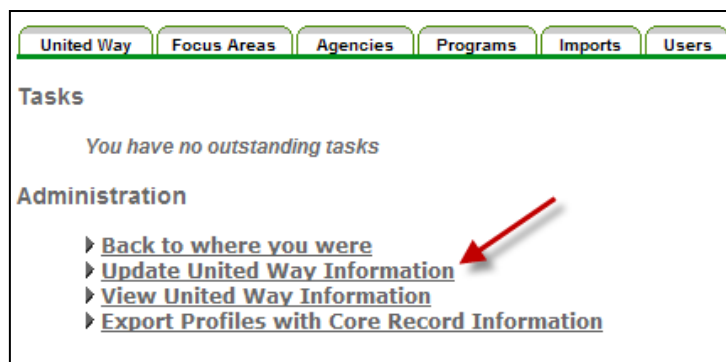 United Way Focus Areas Agencies Programs Imports Users
Tasks
You have no outstanding tasks
Administration
Back to where you were
Update United Way Information
View United Way Information
Export Profiles with Core Record Information